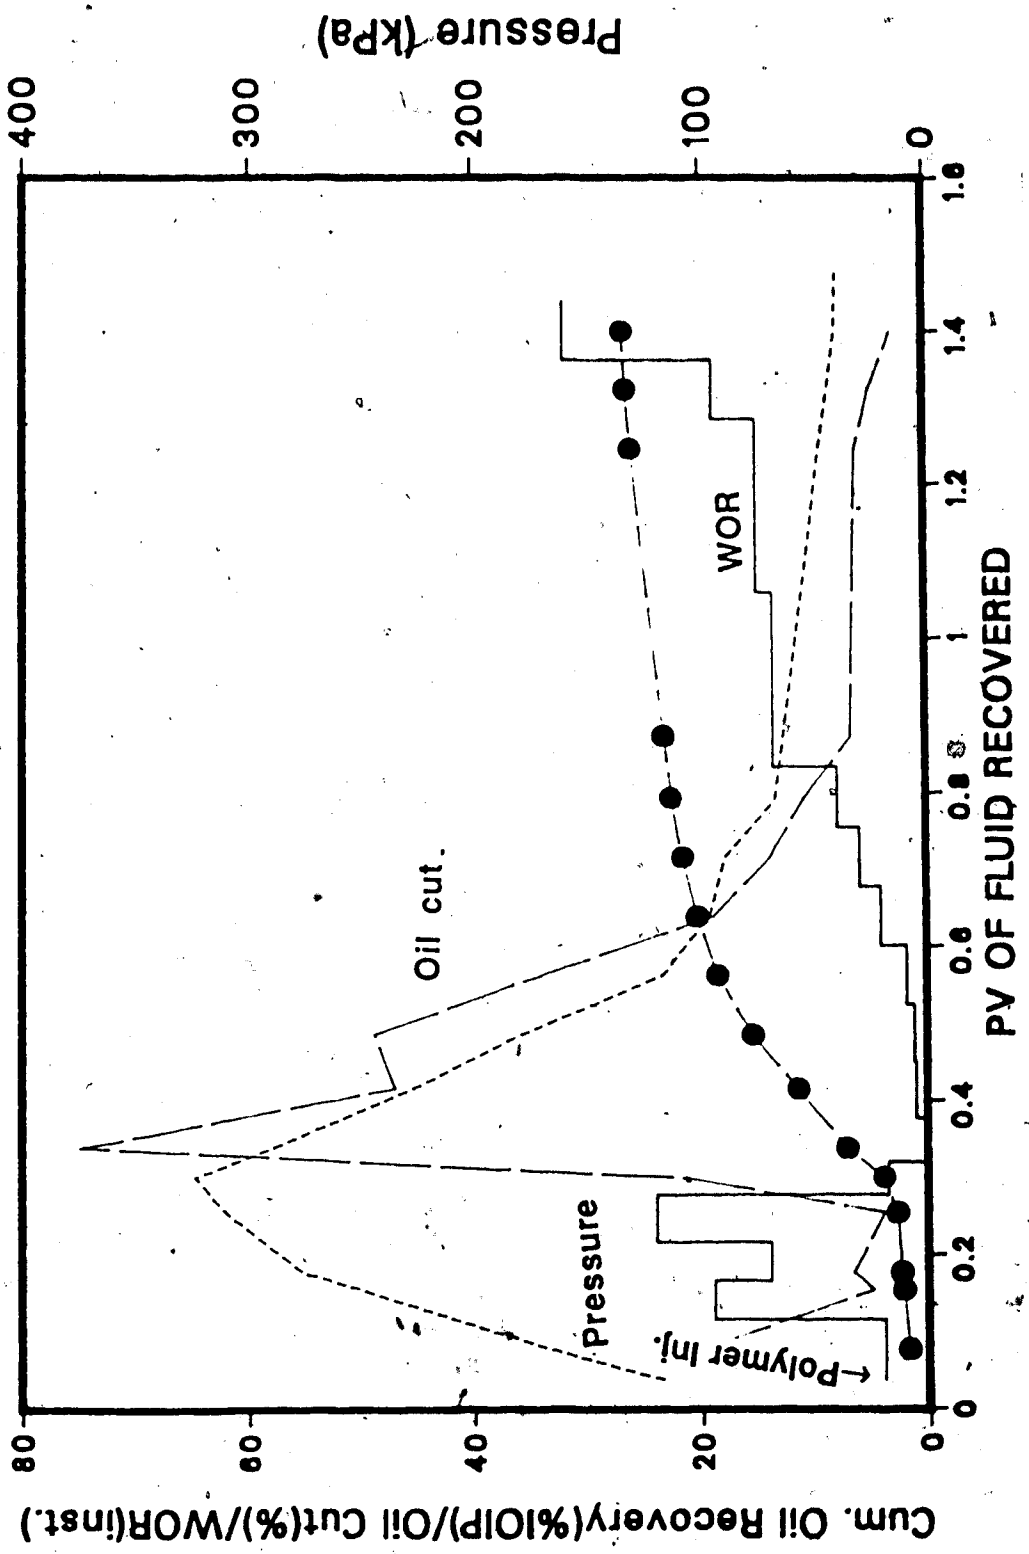 Pressure (kPa)
400
300
200
100
0
Cum. Oil Recovery(%IOIP)/Oil Cut(%)/WOR(inst.)
80
60
40
20
0
Oil cut.
Pressure
Polymer Inj.
WOR
0
0.2
0.4
0.6
0.8
1
1.2
1.4
1.6
PV OF FLUID RECOVERED